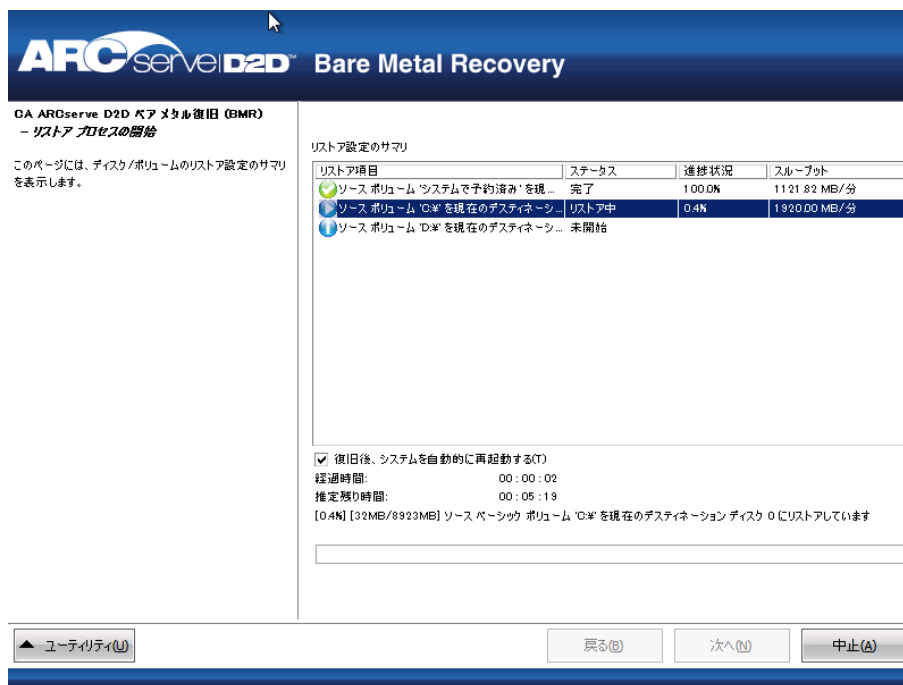 ARCserve D2D™ Bare Metal Recovery
CA ARCserve D2D ベア メタル復旧 (BMR)
- リストア プロセスの開始
このページには、ディスク/ボリュームのリストア設定のサマリ
を表示します。
リストア設定のサマリ
リストア項目 ステータス 進捗状況 スループット
ソース ボリューム 'システムで予約済み' を現... 完了 100.0% 1121.82 MB/分
ソース ボリューム 'C:¥' を現在のデスティネーシ... リストア中 0.4% 1920.00 MB/分
ソース ボリューム 'D:¥' を現在のデスティネーシ... 未開始
復旧後、システムを自動的に再起動する(T)
経過時間: 00 : 00 : 02
推定残り時間: 00 : 05 : 19
[0.4%] [32MB/8923MB] ソース ベーシック ボリューム 'C:¥' を現在のデスティネーション ディスク 0 にリストアしています
ユーティリティ(U) 戻る(B) 次へ(N) 中止(A)